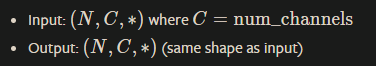 • Input: (N, C, *) where C = num_channels
• Output: (N, C, *) (same shape as input)